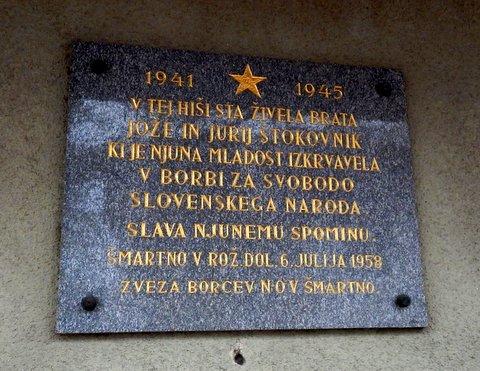 1941 1945
V TEJ HIŠI STA ŽIVELA BRATA
JOŽE IN JURIJ STOKOVNIK
KI JE NJUNA MLADOST IZKRVAVELA
V BORBI ZA SVOBODO
SLOVENSKEGA NARODA.
SLAVA NJUNEMU SPOMINU.
ŠMARTNO V ROŽ. DOL. 6. JULIJA 1958
ZVEZA BORCEV N.O.V. ŠMARTNO.